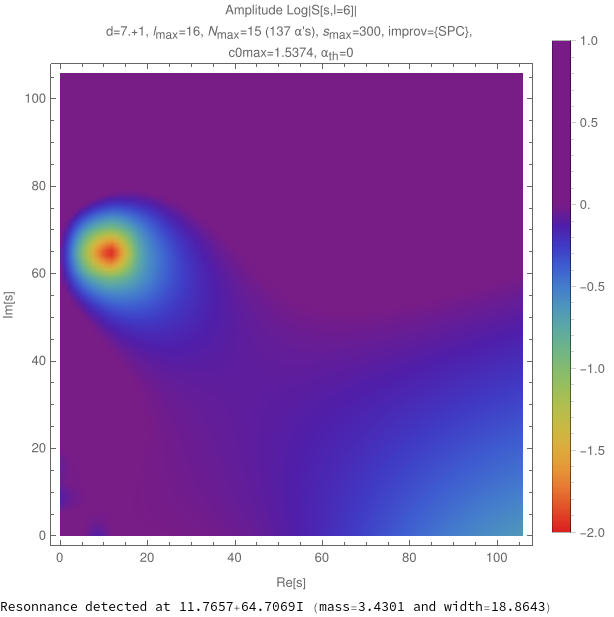 Amplitude Log|S[s,l=6]|
d=7.+1, lmax=16, Nmax=15 (137 α's), smax=300, improv={SPC},
c0max=1.5374, αth=0
1.0
0.5
0.
−0.5
−1.0
−1.5
−2.0
100
80
60
40
20
0
Im[s]
0 20 40 60 80 100
Re[s]
Resonnance detected at 11.7657+64.7069I (mass=3.4301 and width=18.8643)